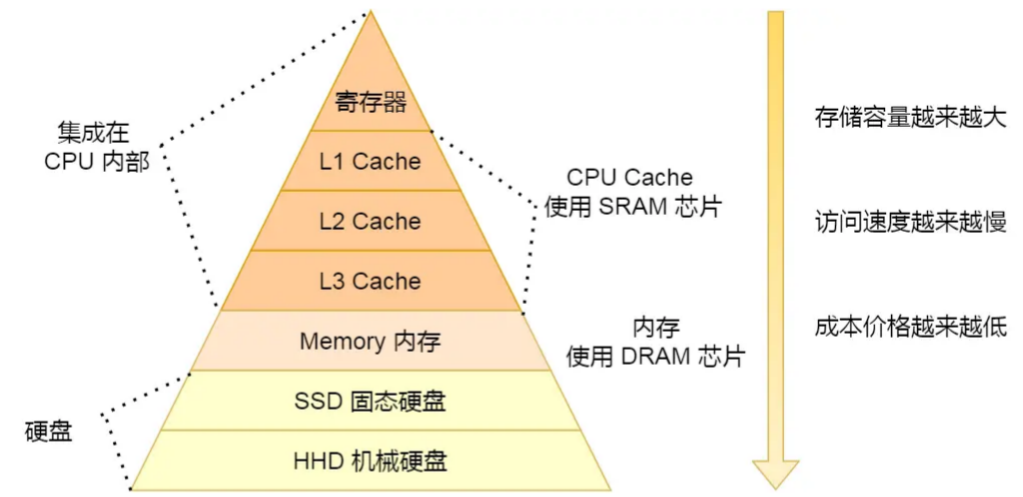 寄存器
集成在
CPU 内部
L1 Cache
L2 Cache
L3 Cache
CPU Cache
使用 SRAM 芯片
Memory 内存
内存
使用 DRAM 芯片
SSD 固态硬盘
HHD 机械硬盘
硬盘
存储容量越来越大
访问速度越来越慢
成本价格越来越低